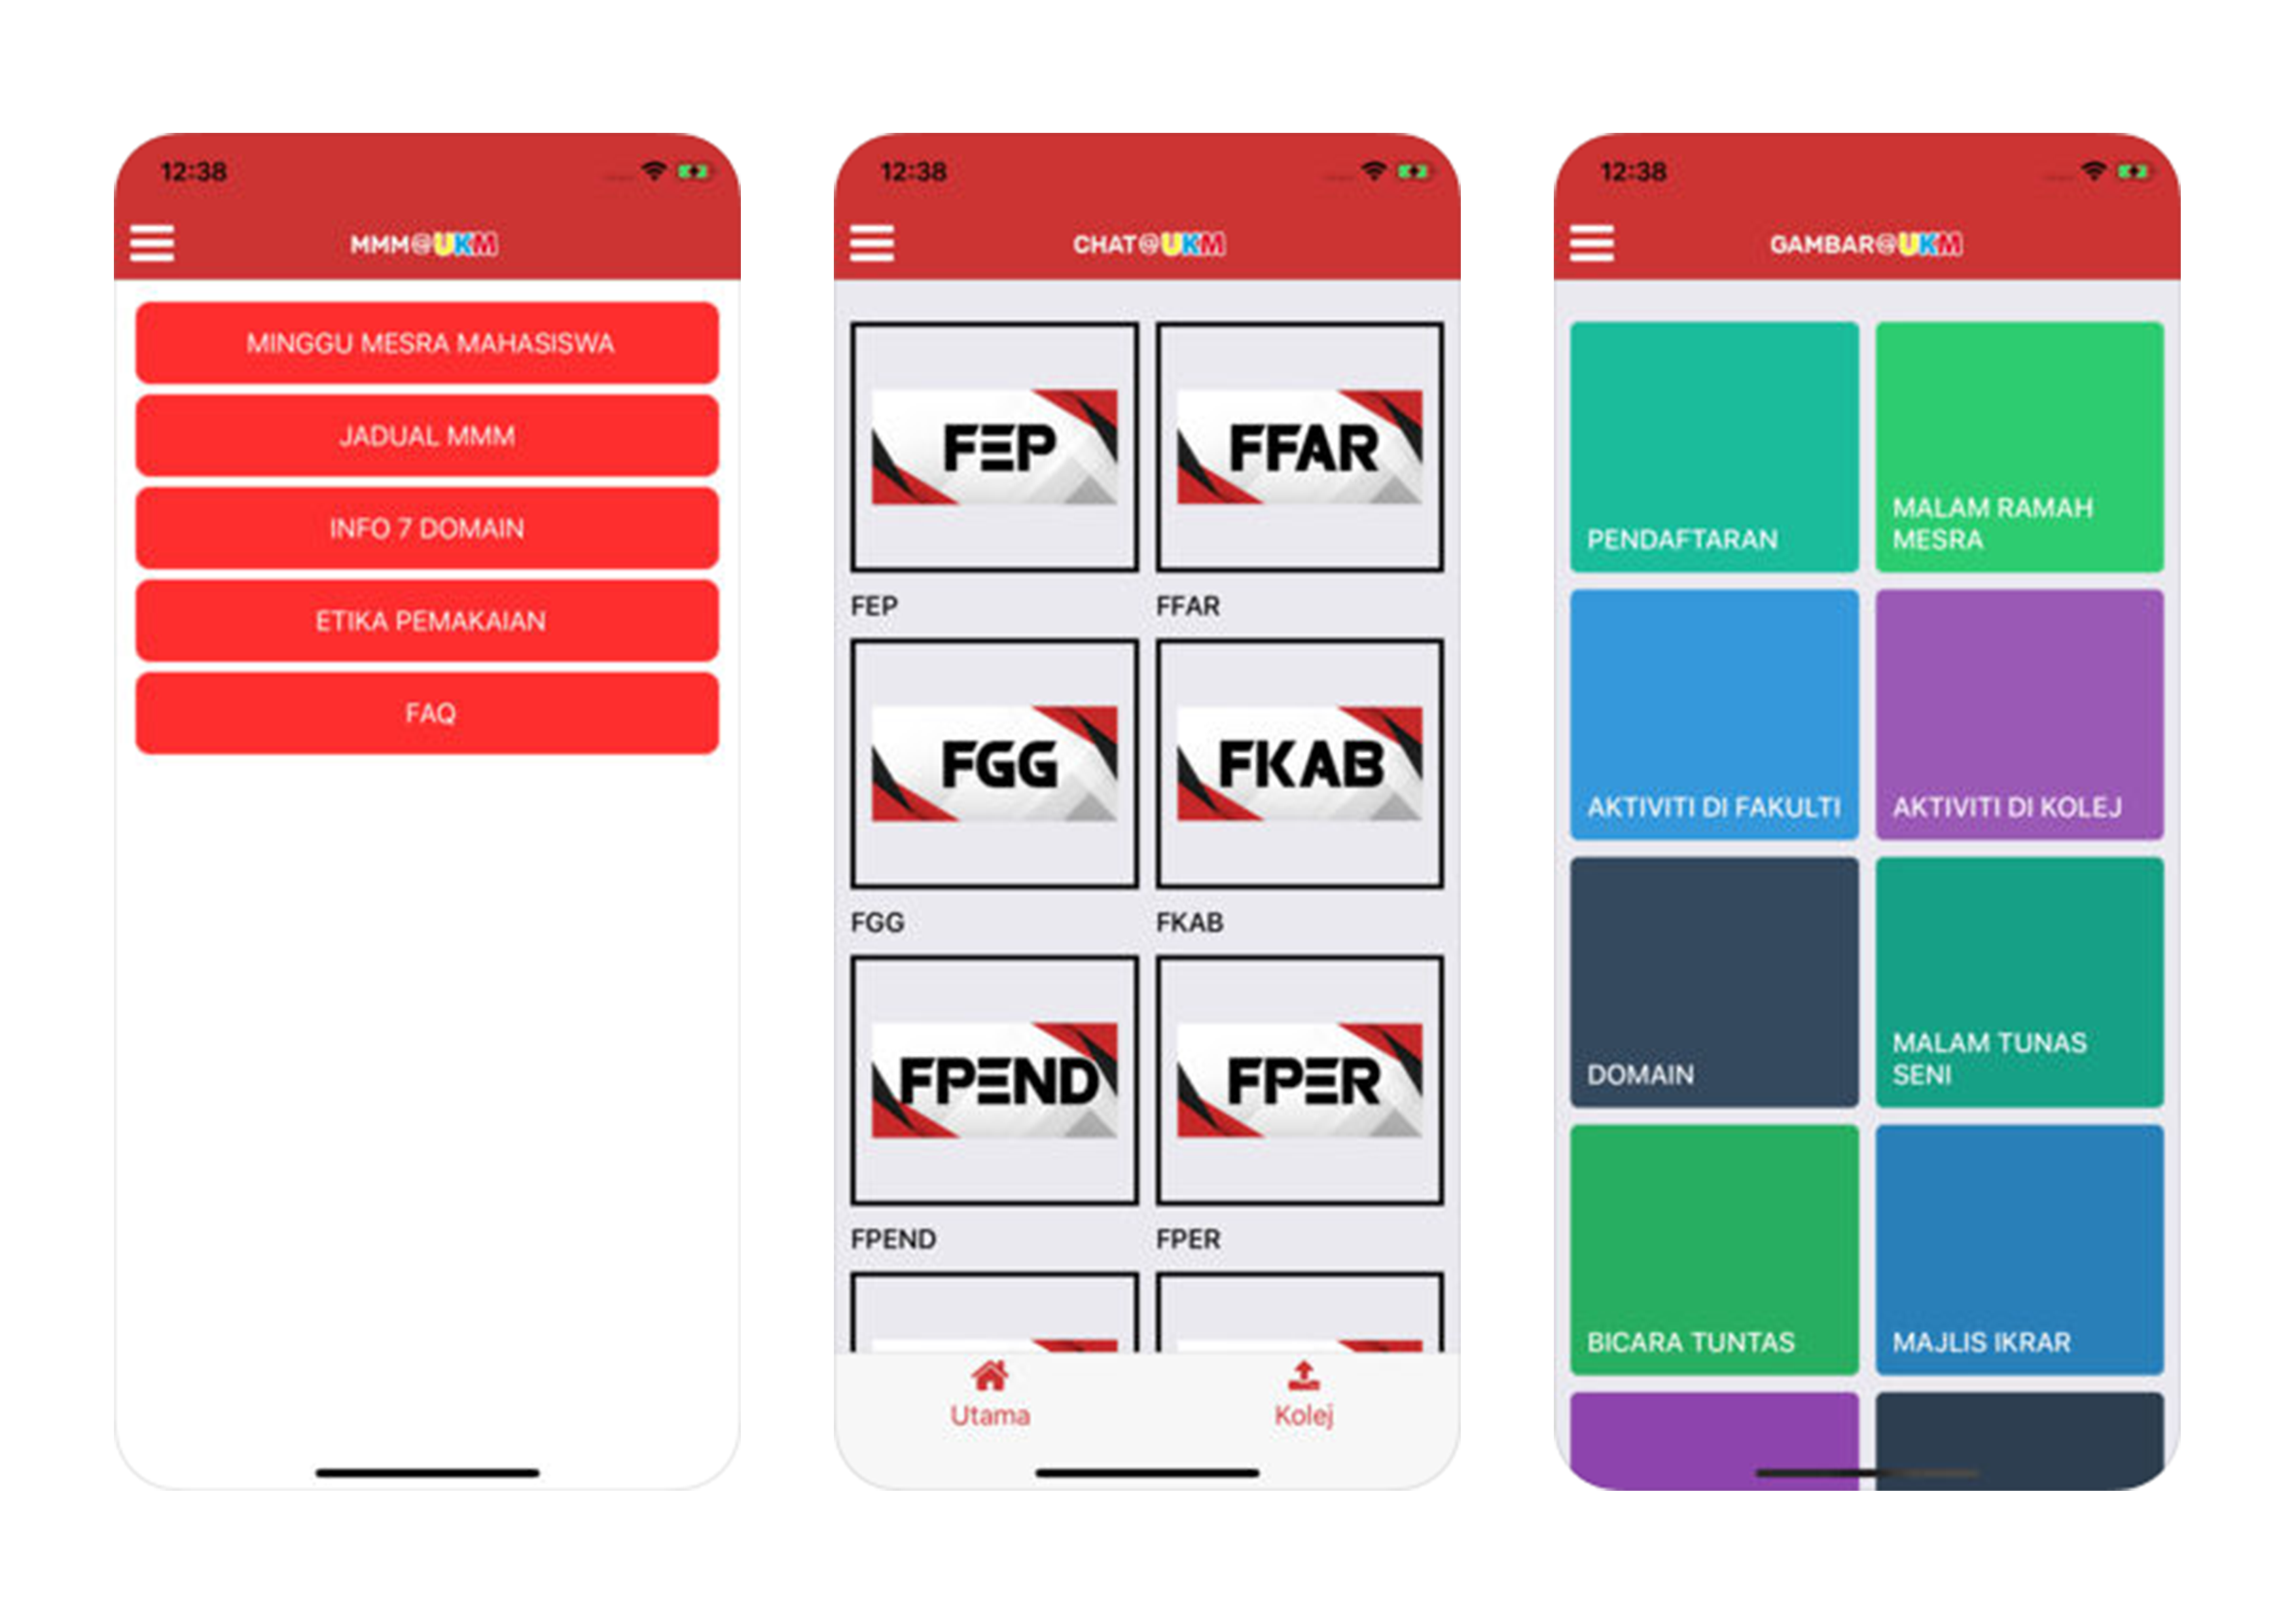 12:38
MMM@UKM
MINGGU MESRA MAHASISWA
JADUAL MMM
INFO 7 DOMAIN
ETIKA PEMAKAIAN
FAQ
12:38
CHAT@UKM
FEP
FFAR
FEP
FFAR
FGG
FKAB
FGG
FKAB
FPEND
FPER
FPEND
FPER
Utama
Kolej
12:38
GAMBAR@UKM
PENDAFTARAN
MALAM RAMAH
MESRA
AKTIVITI DI FAKULTI
AKTIVITI DI KOLEJ
DOMAIN
MALAM TUNAS
SENI
BICARA TUNTAS
MAJLIS IKRAR